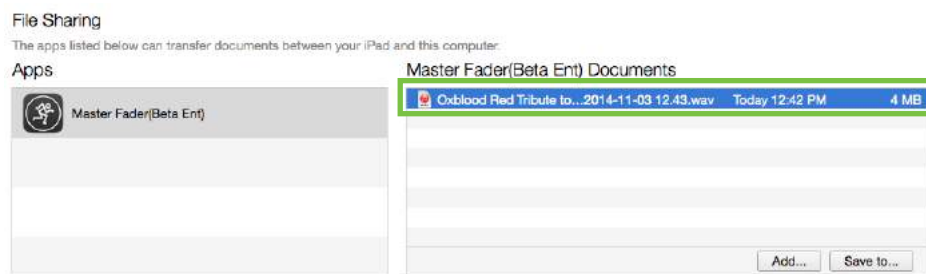 File Sharing
The apps listed below can transfer documents between your iPad and this computer.
Apps
Master Fader(Beta Ent)
Master Fader(Beta Ent) Documents
Oxblood Red Tribute to...2014-11-03 12.43.wav Today 12:42 PM 4 MB
Add... Save to...